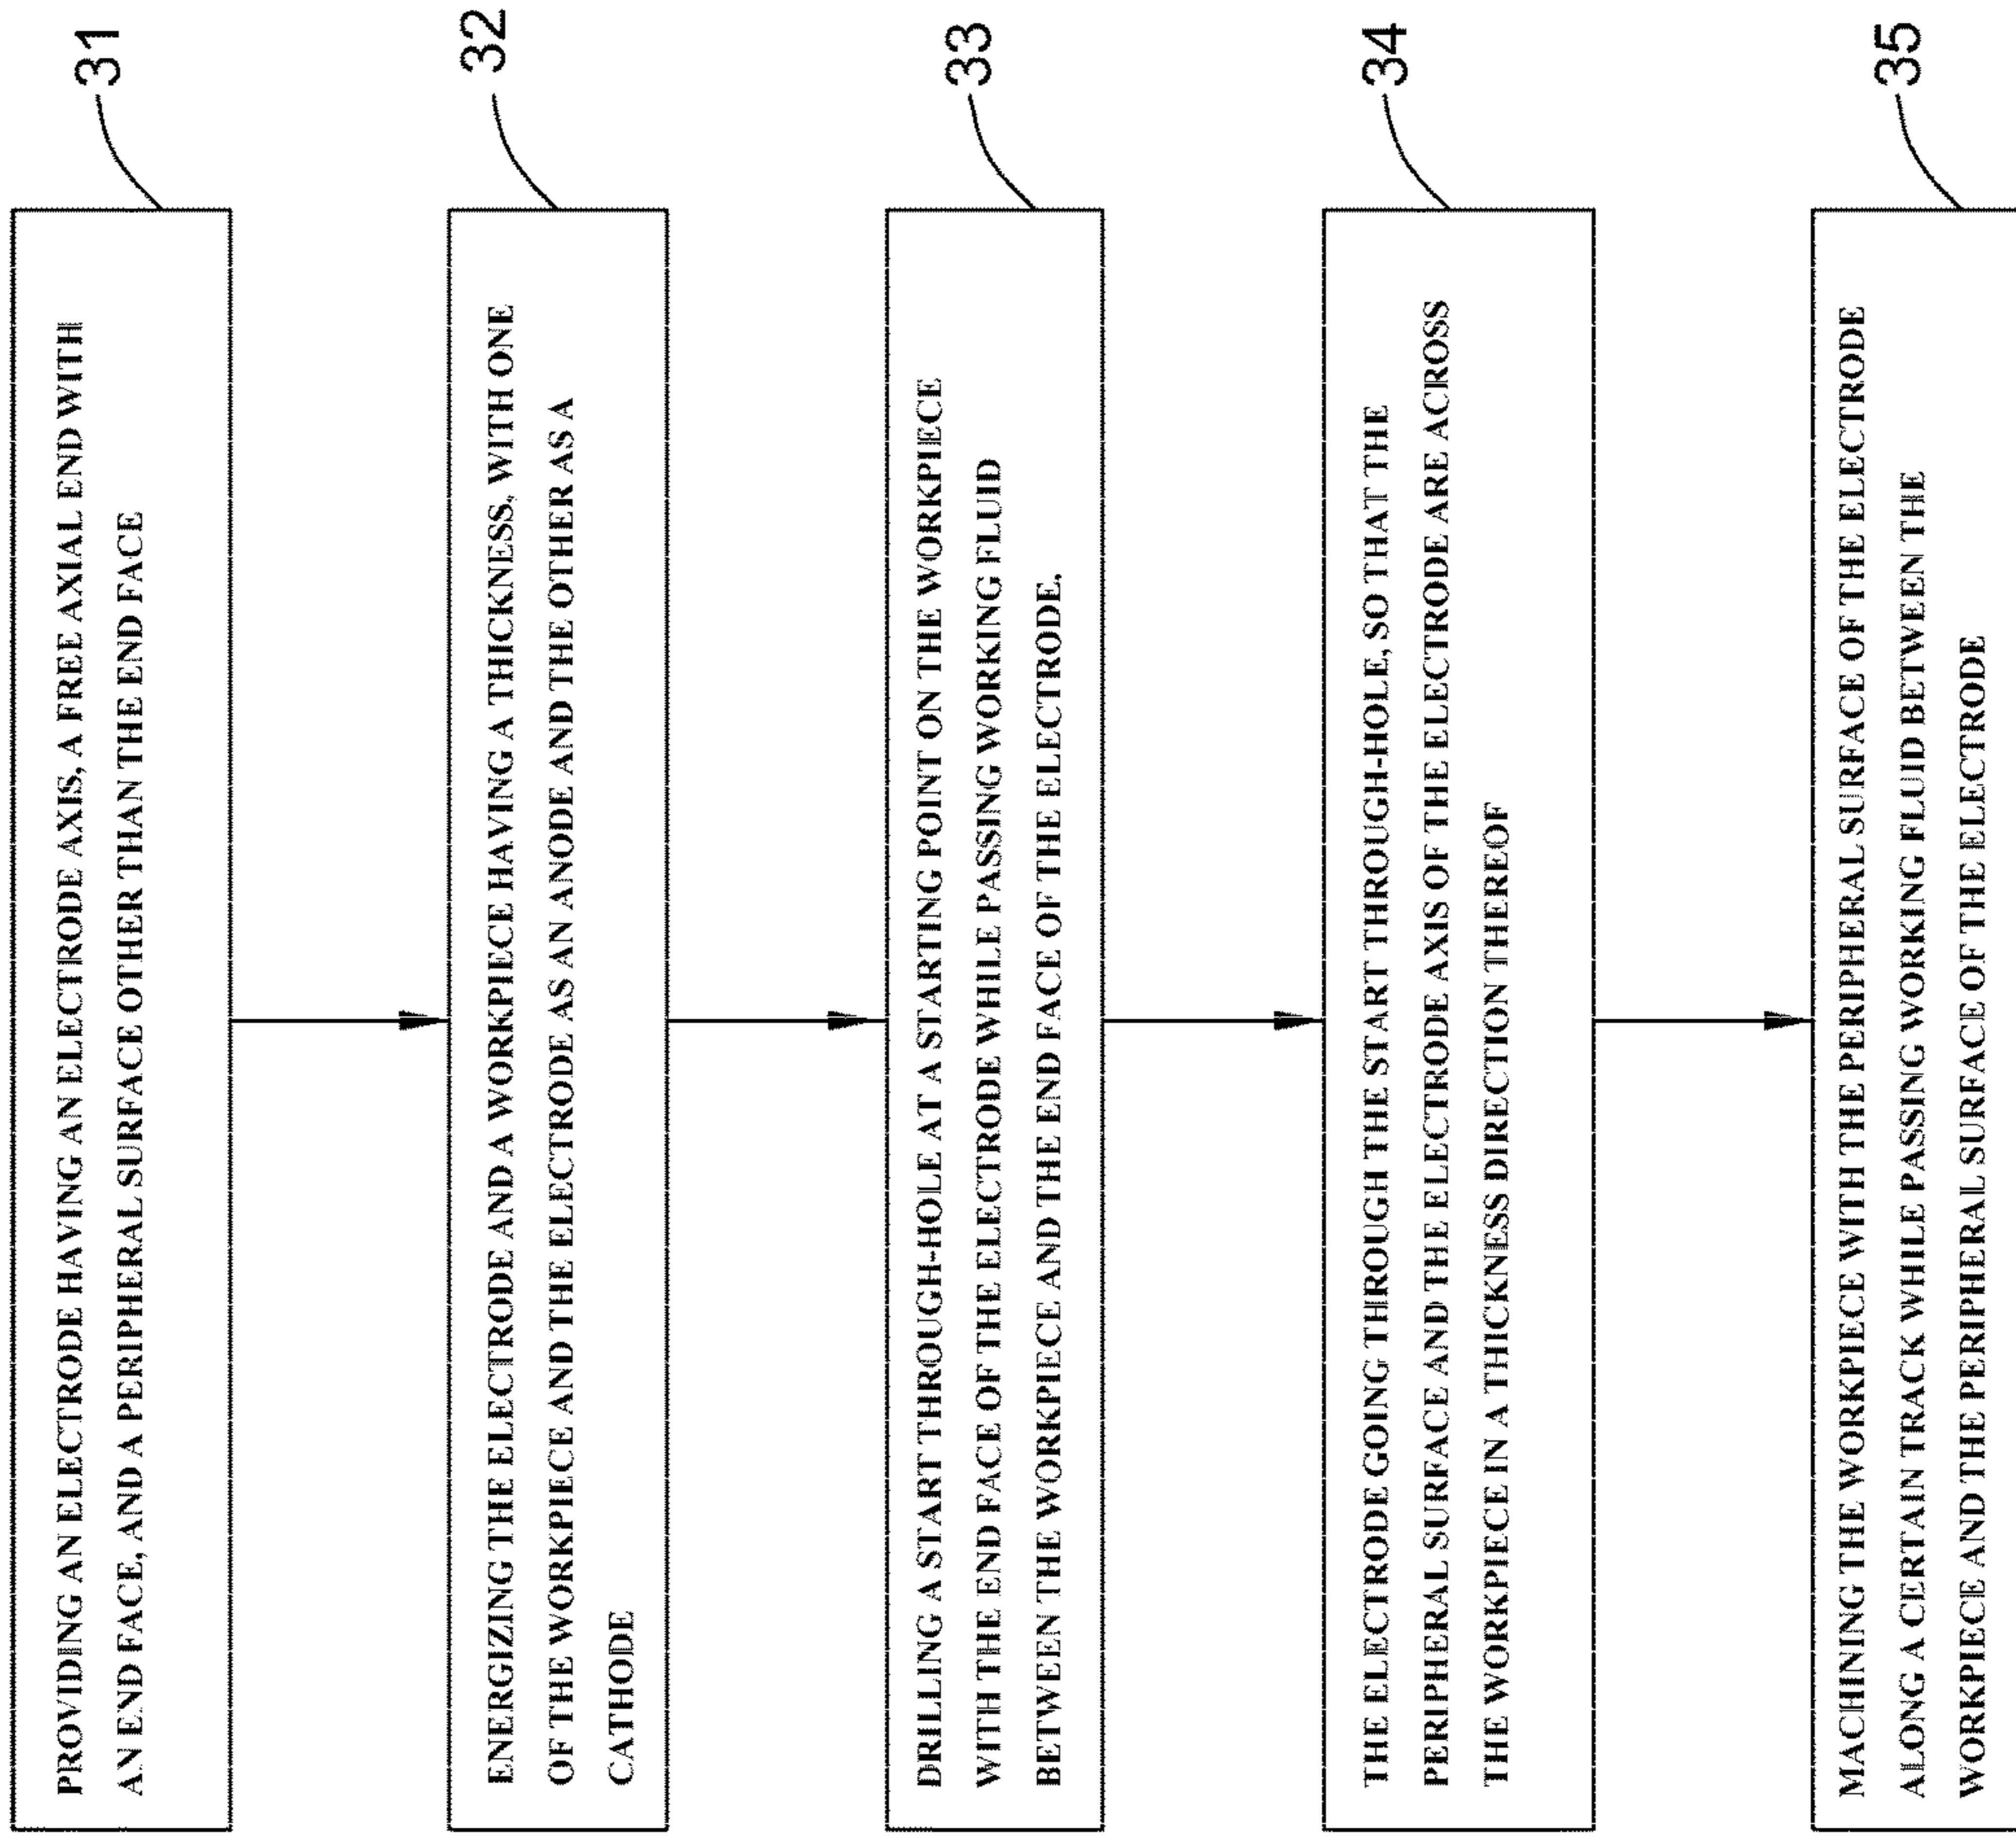 PROVIDING AN ELECTRODE HAVING AN ELECTRODE AXIS, A FREE AXIAL END WITH
AN END FACE, AND A PERIPHERAL SURFACE OTHER THAN THE END FACE
31
ENERGIZING THE ELECTRODE AND A WORKPIECE HAVING A THICKNESS, WITH ONE
OF THE WORKPIECE AND THE ELECTRODE AS AN ANODE AND THE OTHER AS A
CATHODE
32
DRILLING A START THROUGH-HOLE AT A STARTING POINT ON THE WORKPIECE
WITH THE END FACE OF THE ELECTRODE WHILE PASSING WORKING FLUID
BETWEEN THE WORKPIECE AND THE END FACE OF THE ELECTRODE.
33
THE ELECTRODE GOING THROUGH THE START THROUGH-HOLE, SO THAT THE
PERIPHERAL SURFACE AND THE ELECTRODE AXIS OF THE ELECTRODE ARE ACROSS
THE WORKPIECE IN A THICKNESS DIRECTION THEREOF
34
MACHINING THE WORKPIECE WITH THE PERIPHERAL SURFACE OF THE ELECTRODE
ALONG A CERTAIN TRACK WHILE PASSING WORKING FLUID BETWEEN THE
WORKPIECE AND THE PERIPHERAL SURFACE OF THE ELECTRODE
35